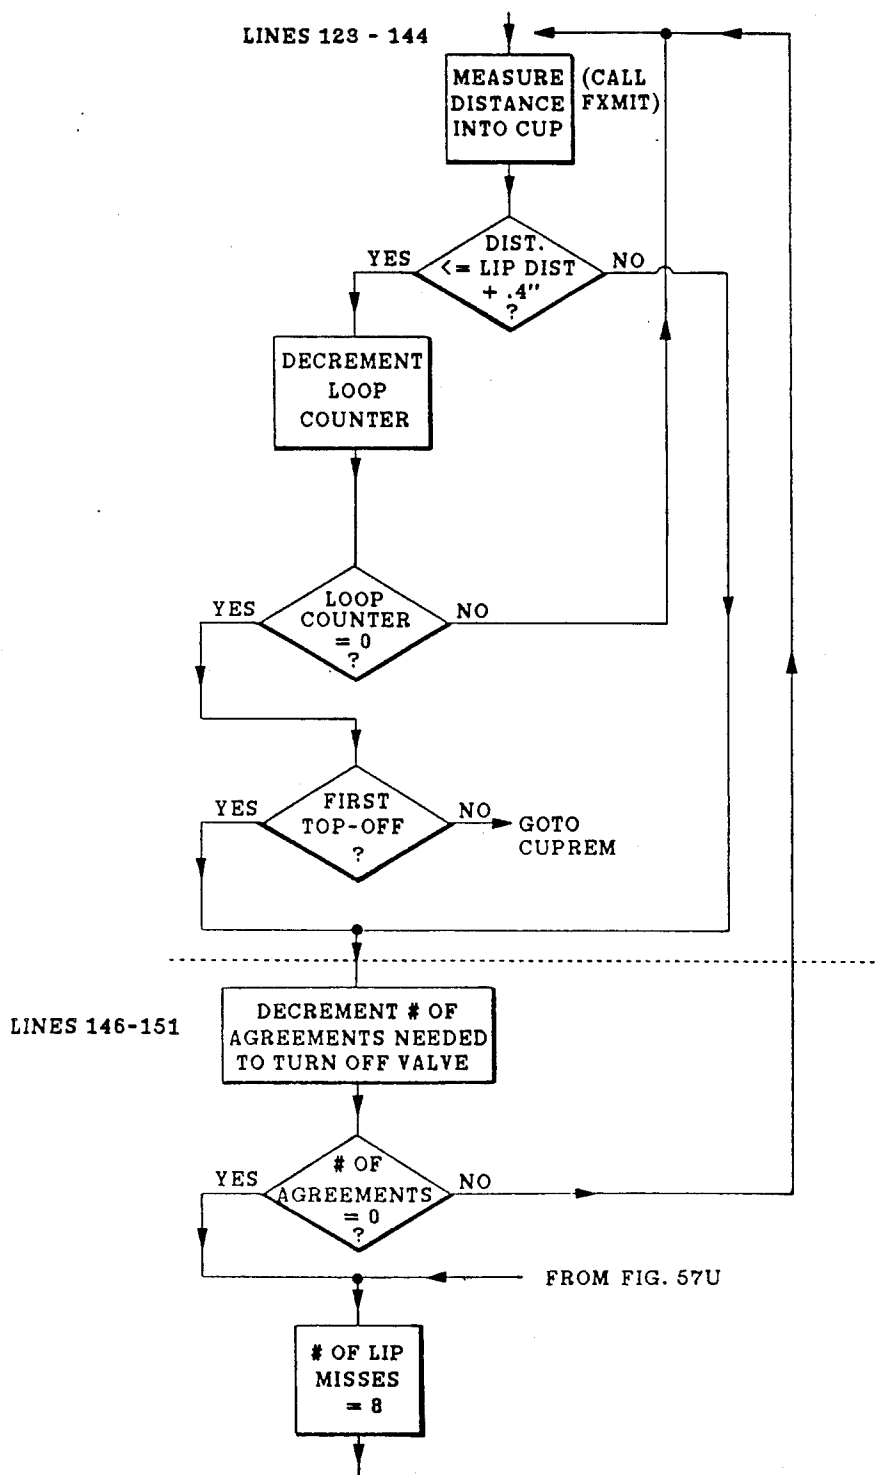 LINES 123 - 144
MEASURE
DISTANCE
INTO CUP
(CALL
FXMIT)
DIST.
<= LIP DIST
+ .4"
?
YES
NO
DECREMENT
LOOP
COUNTER
LOOP
COUNTER
= 0
?
YES
NO
FIRST
TOP-OFF
?
YES
NO
GOTO
CUPREM
LINES 146-151
DECREMENT # OF
AGREEMENTS NEEDED
TO TURN OFF VALVE
# OF
AGREEMENTS
= 0
?
YES
NO
FROM FIG. 57U
# OF LIP
MISSES
= 8